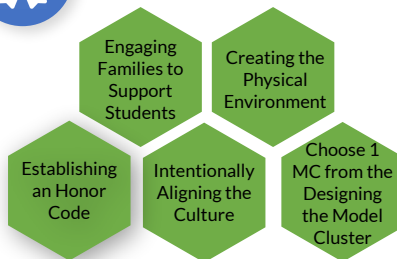 Engaging
Families to
Support
Students
Creating the
Physical
Environment
Establishing
an Honor
Code
Intentionally
Aligning the
Culture
Choose 1
MC from the
Designing
the Model
Cluster